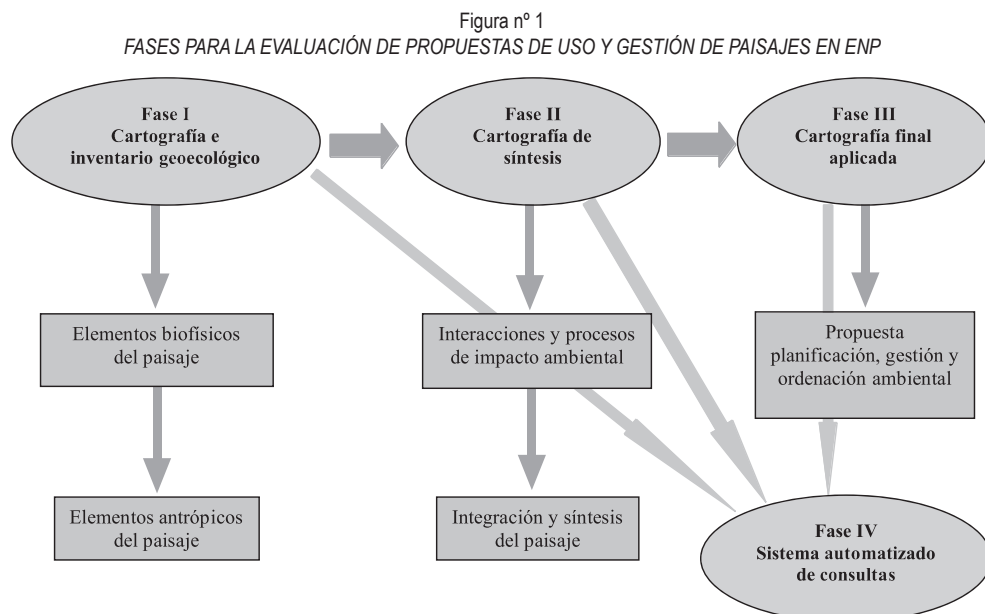 Figura nº 1
FASES PARA LA EVALUACIÓN DE PROPUESTAS DE USO Y GESTIÓN DE PAISAJES EN ENP
Fase I
Cartografía e
inventario geoecológico
Fase II
Cartografía de
síntesis
Fase III
Cartografía final
aplicada
Elementos biofísicos
del paisaje
Interacciones y procesos
de impacto ambiental
Propuesta
planificación, gestión y
ordenación ambiental
Elementos antrópicos
del paisaje
Integración y síntesis
del paisaje
Fase IV
Sistema automatizado
de consultas